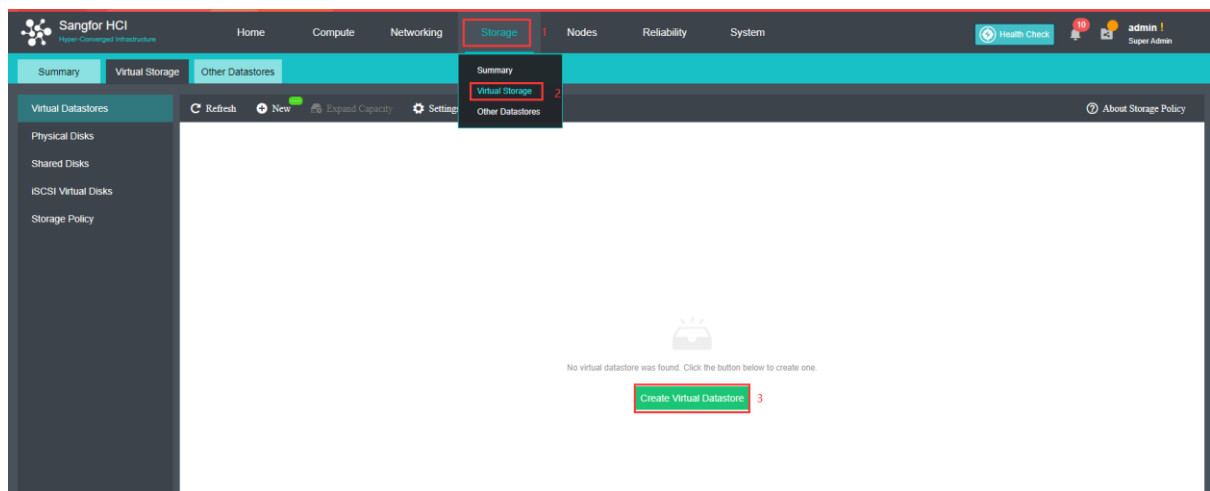 Sangfor HCI
Hyper-Converged Infrastructure
Home Compute Networking Storage 1 Nodes Reliability System
Health Check 10 admin !
Super Admin
Summary Virtual Storage Other Datastores
Summary
Virtual Storage 2
Other Datastores
Virtual Datastores
Physical Disks
Shared Disks
iSCSI Virtual Disks
Storage Policy
Refresh New Expand Capacity Settings About Storage Policy
No virtual datastore was found. Click the button below to create one.
Create Virtual Datastore 3